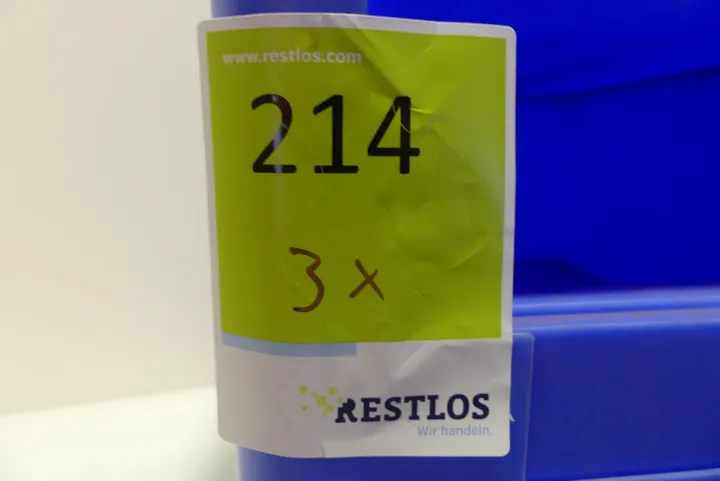 www.restlos.com
214
3 x
RESTLOS
Wir handeln.